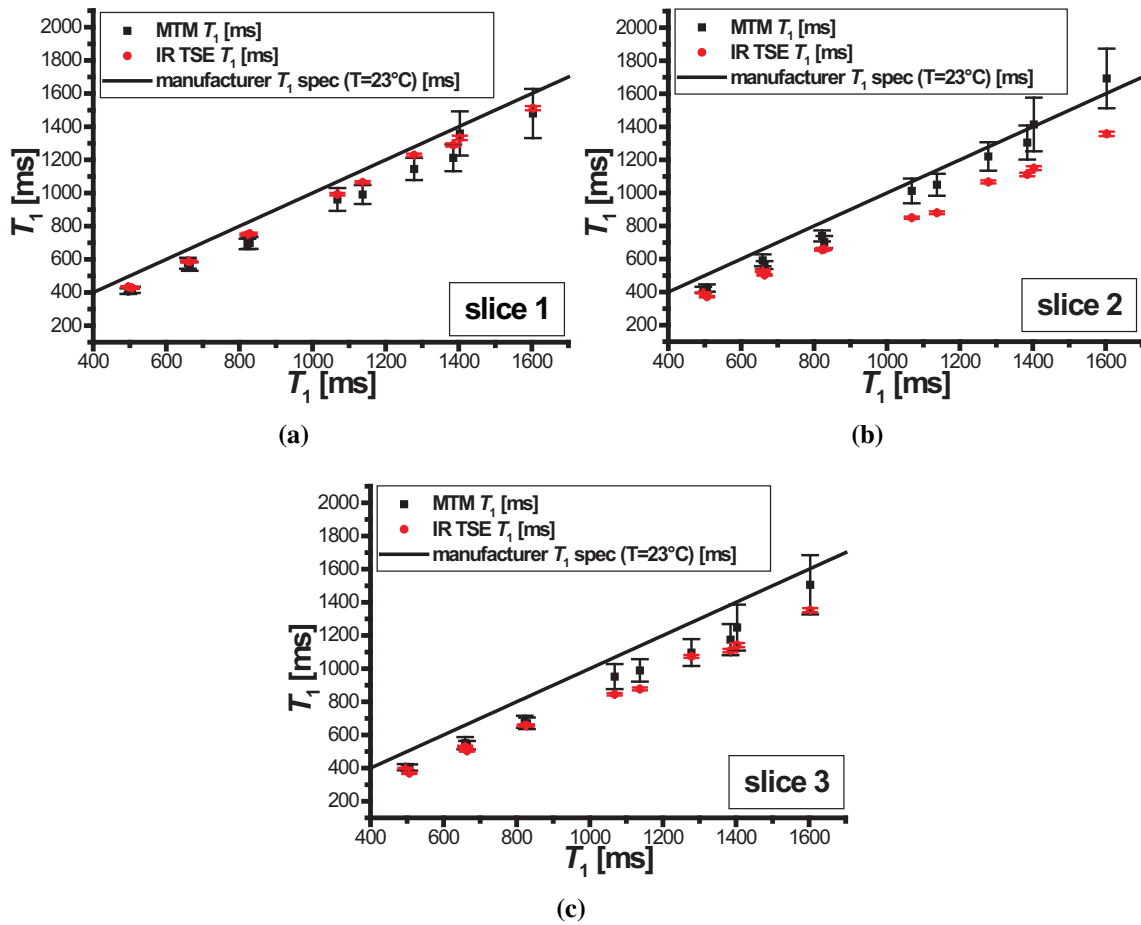 MTM T₁ [ms]
IR TSE T₁ [ms]
manufacturer T₁ spec (T=23°C) [ms]
T₁ [ms]
2000
1800
1600
1400
1200
1000
800
600
400
200
slice 1
400 600 800 1000 1200 1400 1600
T₁ [ms]
(a)
MTM T₁ [ms]
IR TSE T₁ [ms]
manufacturer T₁ spec (T=23°C) [ms]
T₁ [ms]
2000
1800
1600
1400
1200
1000
800
600
400
200
slice 2
400 600 800 1000 1200 1400 1600
T₁ [ms]
(b)
MTM T₁ [ms]
IR TSE T₁ [ms]
manufacturer T₁ spec (T=23°C) [ms]
T₁ [ms]
2000
1800
1600
1400
1200
1000
800
600
400
200
slice 3
400 600 800 1000 1200 1400 1600
T₁ [ms]
(c)